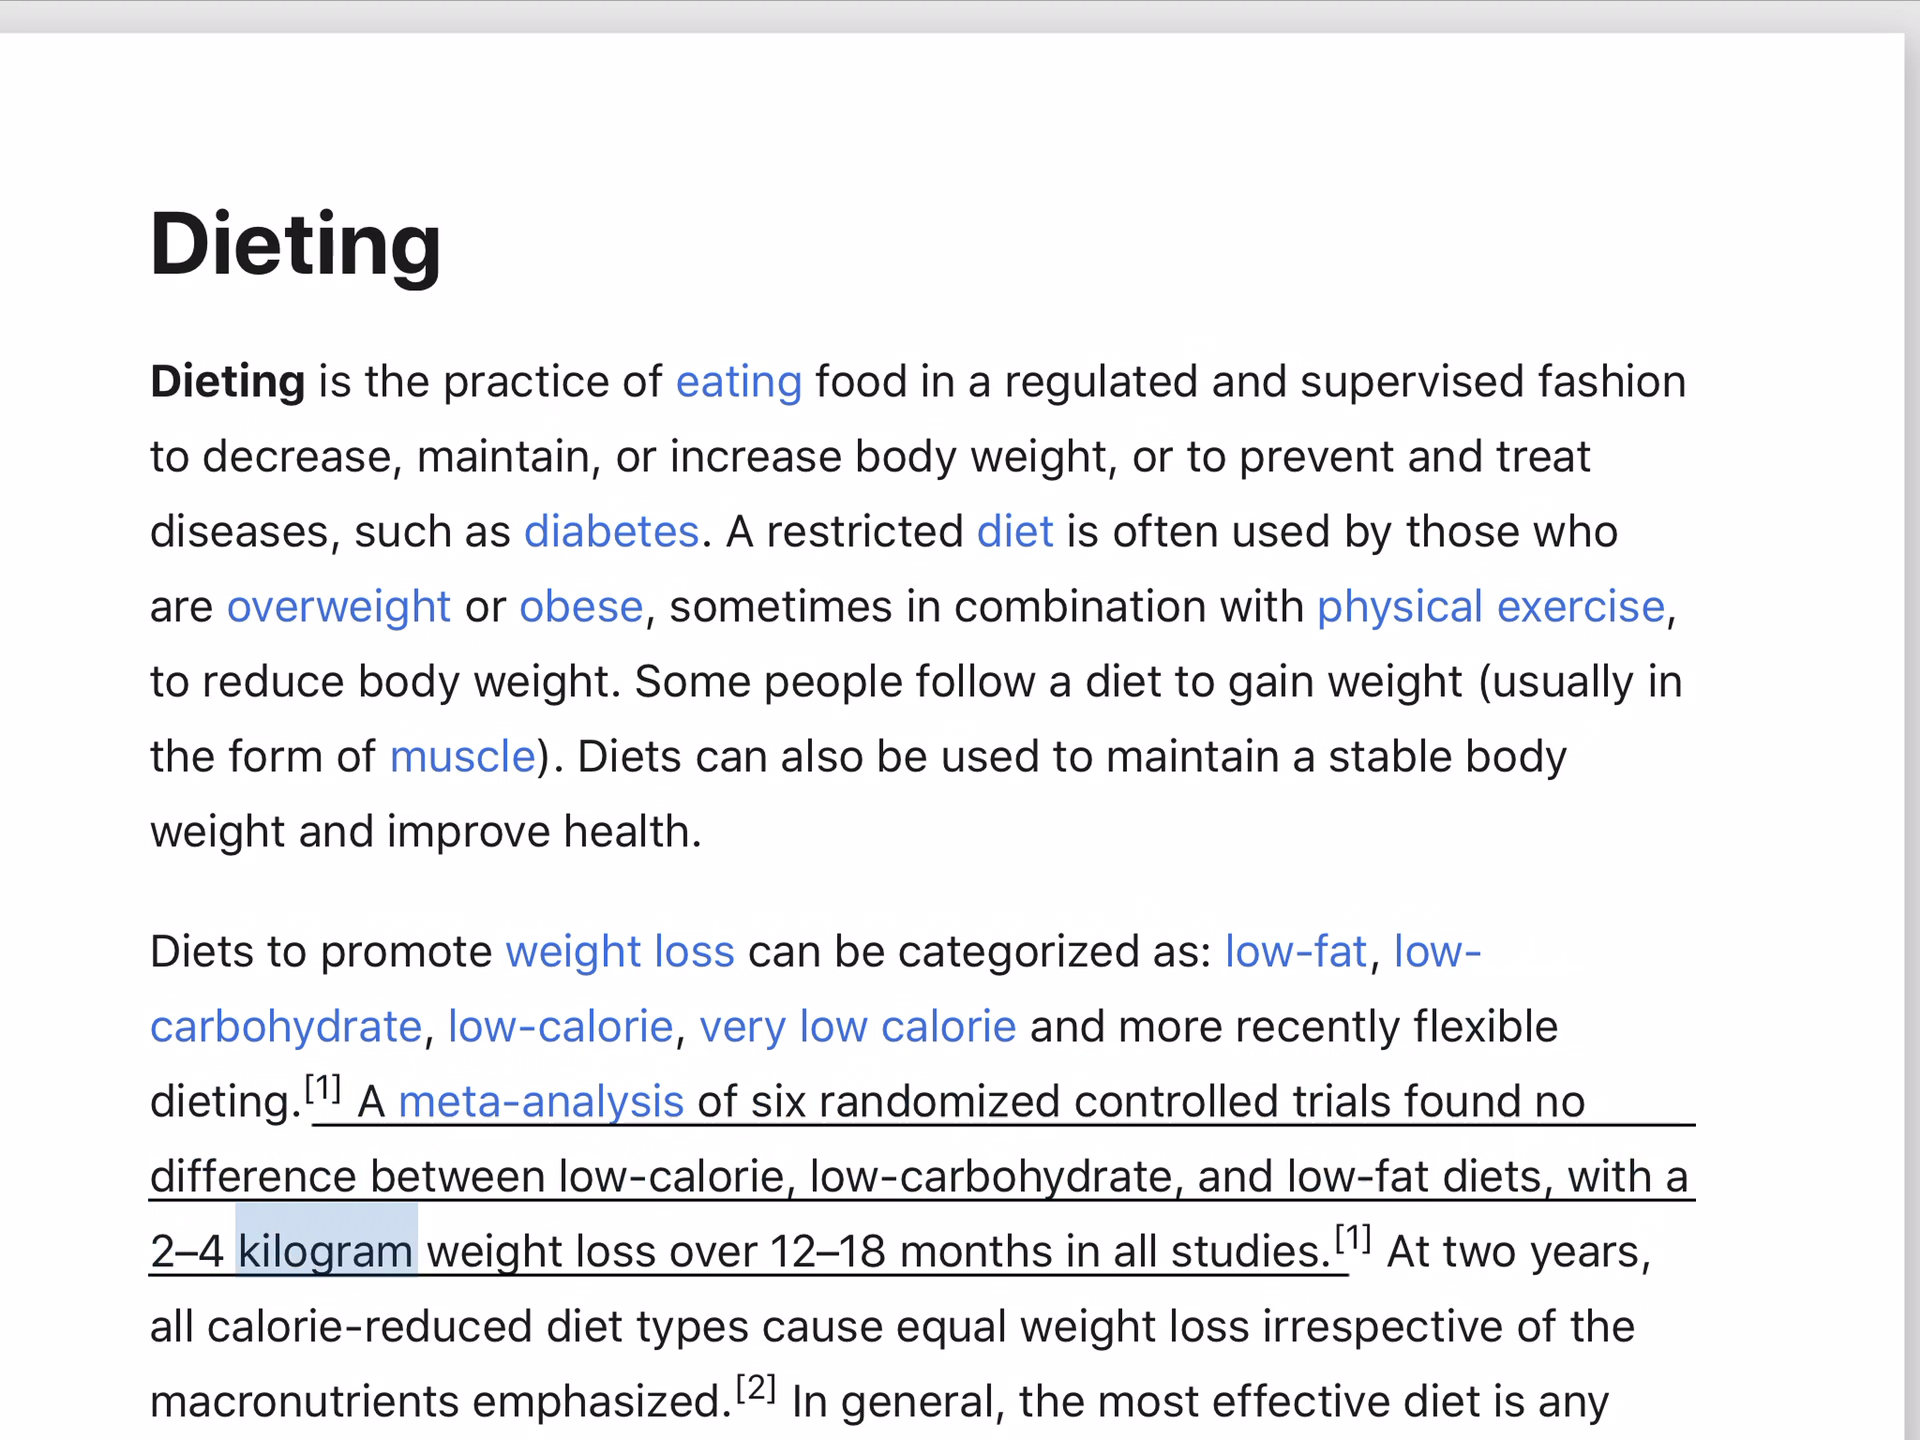 Dieting
Dieting is the practice of eating food in a regulated and supervised fashion
to decrease, maintain, or increase body weight, or to prevent and treat
diseases, such as diabetes. A restricted diet is often used by those who
are overweight or obese, sometimes in combination with physical exercise,
to reduce body weight. Some people follow a diet to gain weight (usually in
the form of muscle). Diets can also be used to maintain a stable body
weight and improve health.
Diets to promote weight loss can be categorized as: low-fat, low-
carbohydrate, low-calorie, very low calorie and more recently flexible
dieting.[1] A meta-analysis of six randomized controlled trials found no
difference between low-calorie, low-carbohydrate, and low-fat diets, with a
2–4 kilogram weight loss over 12–18 months in all studies.[1] At two years,
all calorie-reduced diet types cause equal weight loss irrespective of the
macronutrients emphasized.[2] In general, the most effective diet is any